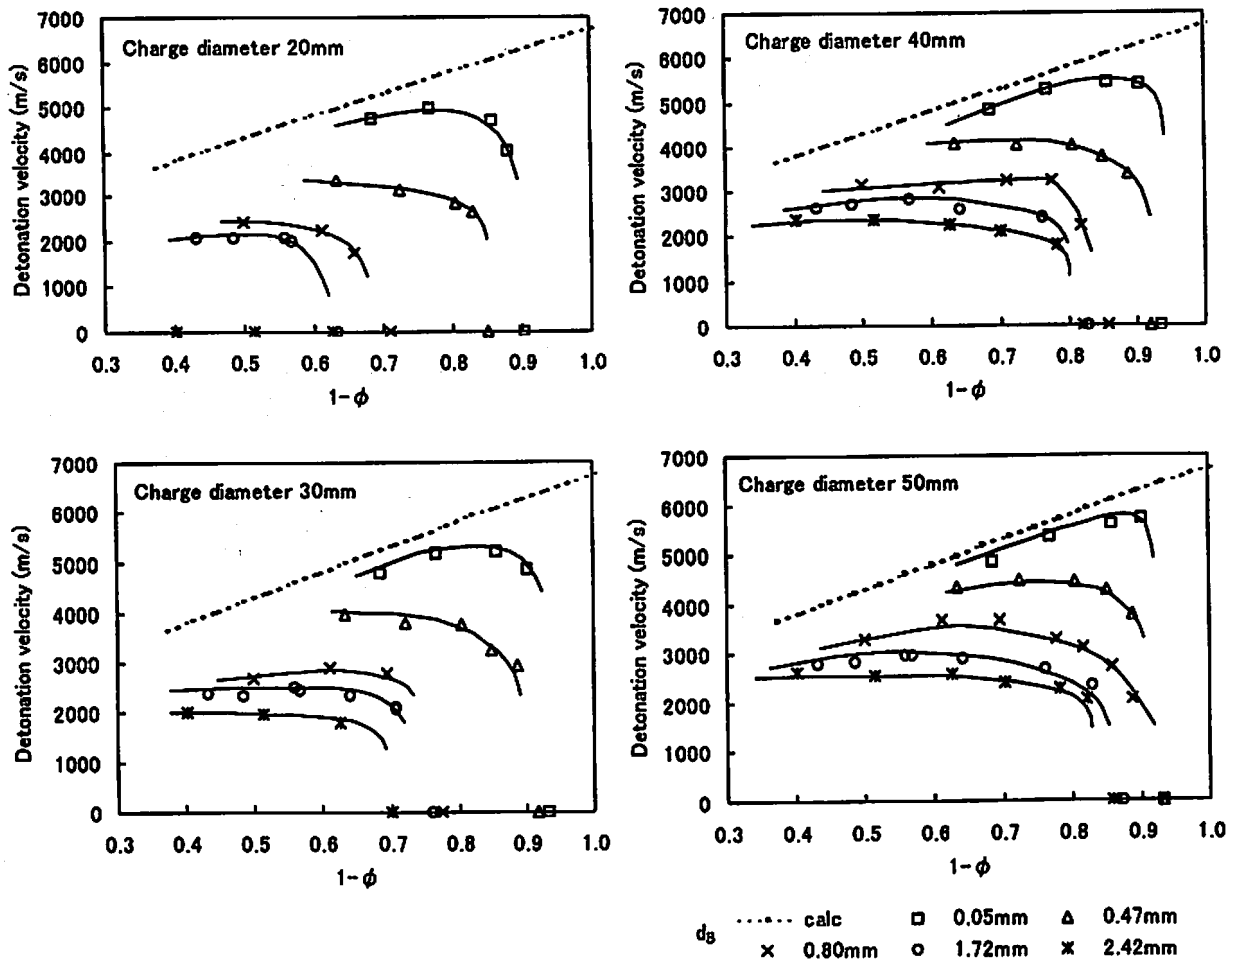 Charge diameter 20mm
Detonation velocity (m/s)
7000
6000
5000
4000
3000
2000
1000
0
0.3 0.4 0.5 0.6 0.7 0.8 0.9 1.0
1-ϕ
Charge diameter 40mm
Detonation velocity (m/s)
7000
6000
5000
4000
3000
2000
1000
0
0.3 0.4 0.5 0.6 0.7 0.8 0.9 1.0
1-ϕ
Charge diameter 30mm
Detonation velocity (m/s)
7000
6000
5000
4000
3000
2000
1000
0
0.3 0.4 0.5 0.6 0.7 0.8 0.9 1.0
1-ϕ
Charge diameter 50mm
Detonation velocity (m/s)
7000
6000
5000
4000
3000
2000
1000
0
0.3 0.4 0.5 0.6 0.7 0.8 0.9 1.0
1-ϕ
dB
calc 0.05mm 0.47mm
0.80mm 1.72mm 2.42mm